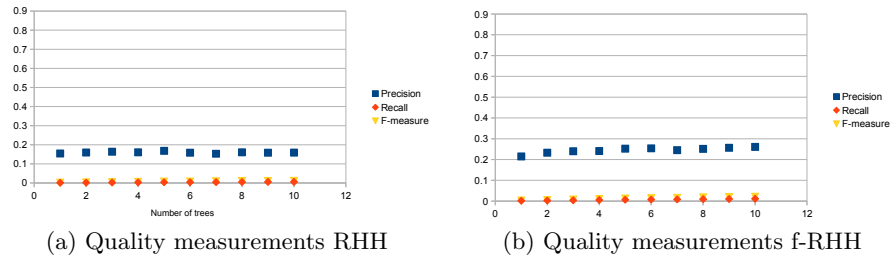 0.9
0.8
0.7
0.6
0.5
0.4
0.3
0.2
0.1
0
0 2 4 6 8 10 12
Number of trees
Precision
Recall
F-measure
(a) Quality measurements RHH
0.9
0.8
0.7
0.6
0.5
0.4
0.3
0.2
0.1
0
0 2 4 6 8 10 12
Precision
Recall
F-measure
(b) Quality measurements f-RHH